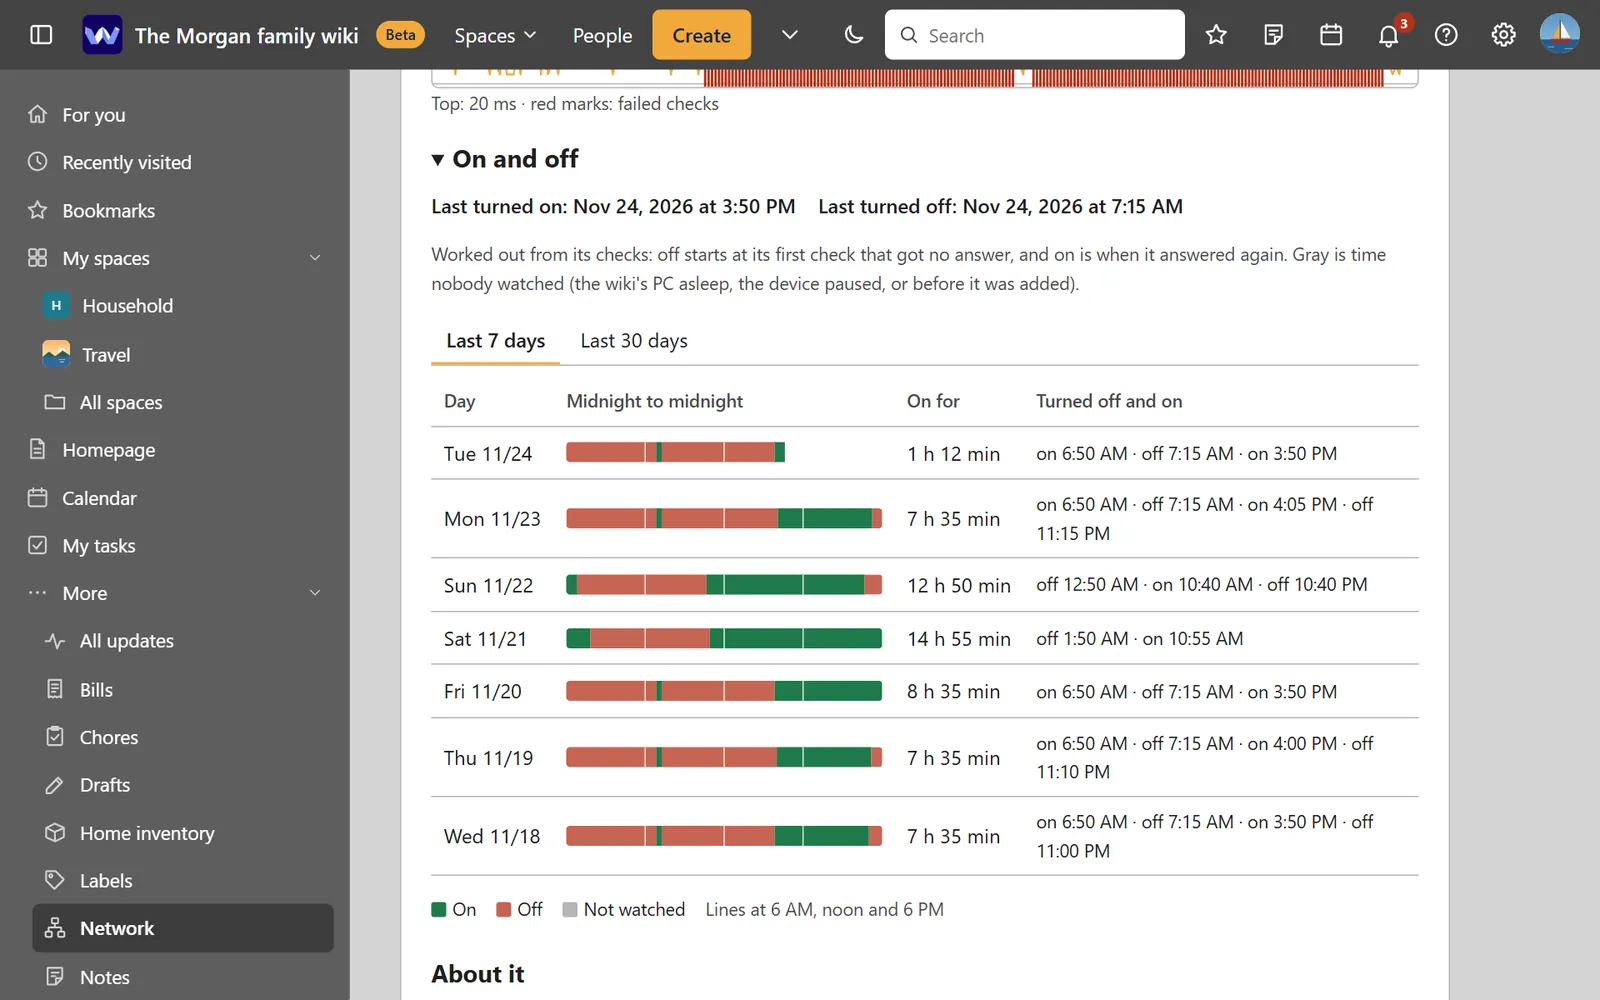 The Morgan family wiki
Beta
Spaces
People
Create
Search
3
For you
Recently visited
Bookmarks
My spaces
H
Household
Travel
All spaces
Homepage
Calendar
My tasks
More
All updates
Bills
Chores
Drafts
Home inventory
Labels
Network
Notes
Top: 20 ms · red marks: failed checks
On and off
Last turned on: Nov 24, 2026 at 3:50 PM Last turned off: Nov 24, 2026 at 7:15 AM
Worked out from its checks: off starts at its first check that got no answer, and on is when it answered again. Gray is time
nobody watched (the wiki's PC asleep, the device paused, or before it was added).
Last 7 days Last 30 days
Day Midnight to midnight On for Turned off and on
Tue 11/24 1 h 12 min on 6:50 AM · off 7:15 AM · on 3:50 PM
Mon 11/23 7 h 35 min on 6:50 AM · off 7:15 AM · on 4:05 PM · off
11:15 PM
Sun 11/22 12 h 50 min off 12:50 AM · on 10:40 AM · off 10:40 PM
Sat 11/21 14 h 55 min off 1:50 AM · on 10:55 AM
Fri 11/20 8 h 35 min on 6:50 AM · off 7:15 AM · on 3:50 PM
Thu 11/19 7 h 35 min on 6:50 AM · off 7:15 AM · on 4:00 PM · off
11:10 PM
Wed 11/18 7 h 35 min on 6:50 AM · off 7:15 AM · on 3:50 PM · off
11:00 PM
On Off Not watched Lines at 6 AM, noon and 6 PM
About it